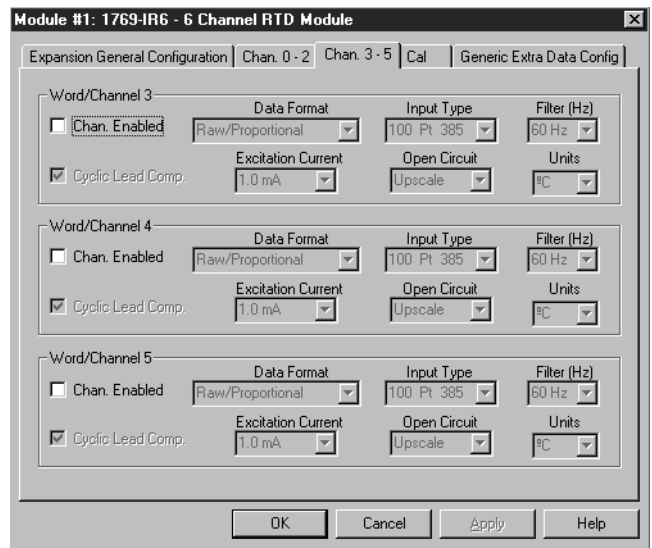 Module #1: 1769-IR6 - 6 Channel RTD Module
Expansion General Configuration Chan. 0 - 2 Chan. 3 - 5 Cal Generic Extra Data Config
Word/Channel 3
Data Format Input Type Filter (Hz)
Chan. Enabled Raw/Proportional 100 Pt 385 60 Hz
Excitation Current Open Circuit Units
Cyclic Lead Comp. 1.0 mA Upscale ºC
Word/Channel 4
Data Format Input Type Filter (Hz)
Chan. Enabled Raw/Proportional 100 Pt 385 60 Hz
Excitation Current Open Circuit Units
Cyclic Lead Comp. 1.0 mA Upscale ºC
Word/Channel 5
Data Format Input Type Filter (Hz)
Chan. Enabled Raw/Proportional 100 Pt 385 60 Hz
Excitation Current Open Circuit Units
Cyclic Lead Comp. 1.0 mA Upscale ºC
OK Cancel Apply Help